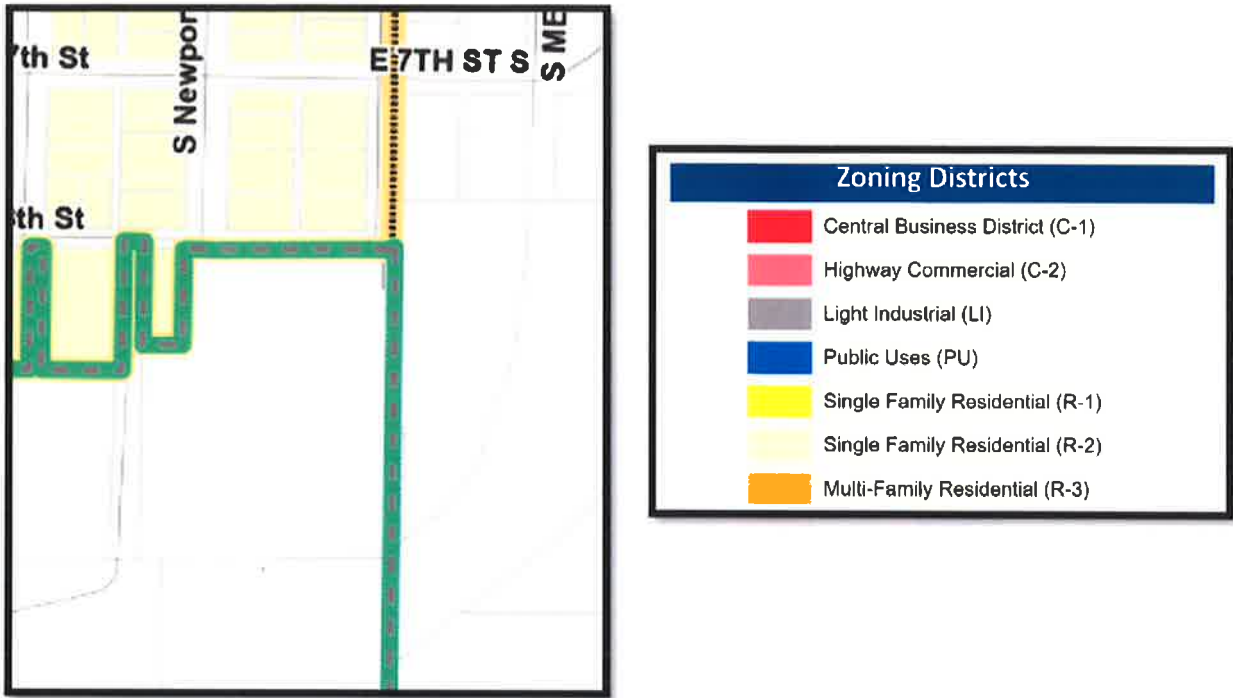 7th St
S Newpor
E 7TH ST S
S ME
8th St
Zoning Districts
Central Business District (C-1)
Highway Commercial (C-2)
Light Industrial (LI)
Public Uses (PU)
Single Family Residential (R-1)
Single Family Residential (R-2)
Multi-Family Residential (R-3)